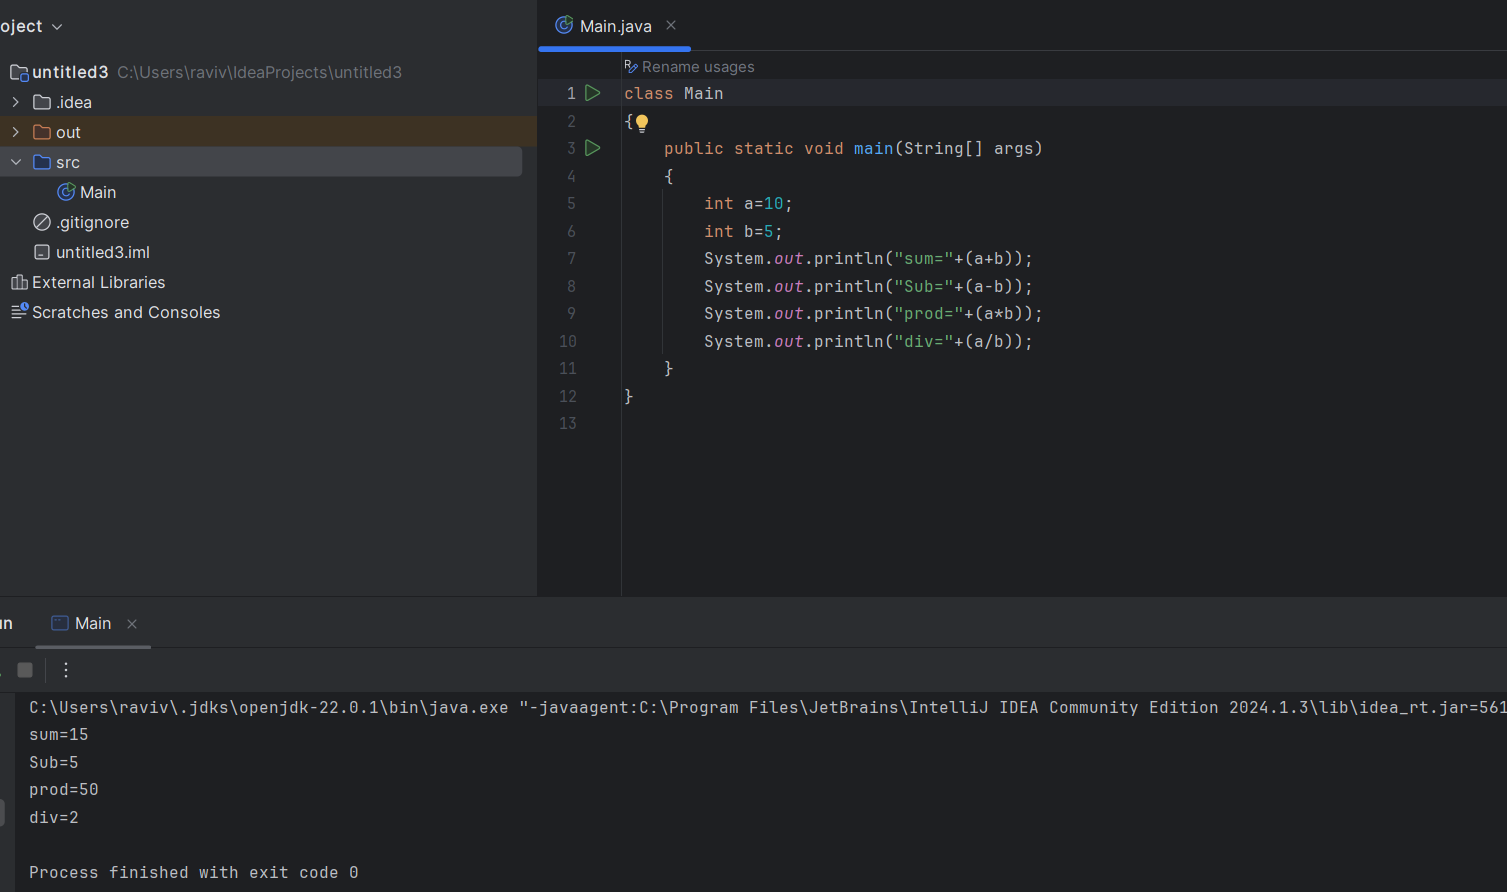 oject
untitled3 C:\Users\raviv\IdeaProjects\untitled3
.idea
out
src
Main
.gitignore
untitled3.iml
External Libraries
Scratches and Consoles
Main.java
Rename usages
1 class Main
2 {
3 public static void main(String[] args)
4 {
5 int a=10;
6 int b=5;
7 System.out.println("sum="+(a+b));
8 System.out.println("Sub="+(a-b));
9 System.out.println("prod="+(a*b));
10 System.out.println("div="+(a/b));
11 }
12 }
13
un Main
C:\Users\raviv\.jdks\openjdk-22.0.1\bin\java.exe "-javaagent:C:\Program Files\JetBrains\IntelliJ IDEA Community Edition 2024.1.3\lib\idea_rt.jar=561
sum=15
Sub=5
prod=50
div=2
Process finished with exit code 0